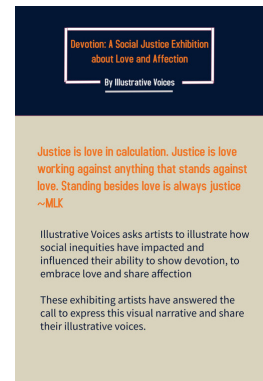 Devotion: A Social Justice Exhibition
about Love and Affection
By Illustrative Voices
Justice is love in calculation. Justice is love
working against anything that stands against
love. Standing besides love is always justice
~MLK
Illustrative Voices asks artists to illustrate how
social inequities have impacted and
influenced their ability to show devotion, to
embrace love and share affection
These exhibiting artists have answered the
call to express this visual narrative and share
their illustrative voices.